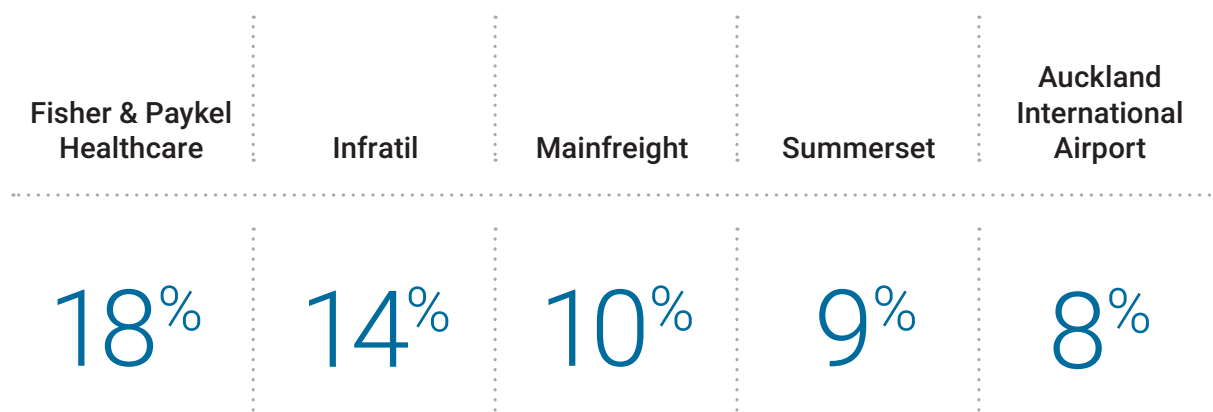 Fisher & Paykel
Healthcare
Infratil
Mainfreight
Summerset
Auckland
International
Airport
18%
14%
10%
9%
8%